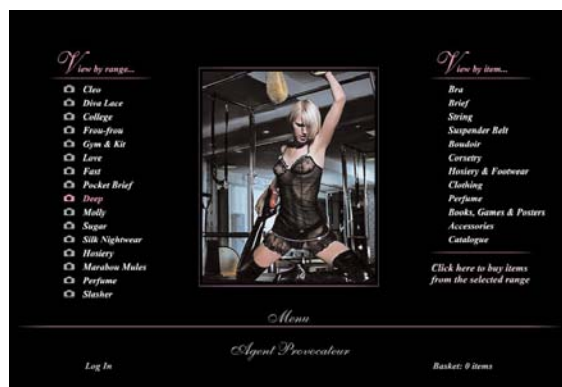 View by range...
Cleo
Diva Lace
College
Frou-frou
Gym & Kit
Love
Fast
Pocket Brief
Deep
Molly
Sugar
Silk Nightwear
Hosiery
Marabou Mules
Perfume
Slasher
View by item...
Bra
Brief
String
Suspender Belt
Boudoir
Corsetry
Hosiery & Footwear
Clothing
Perfume
Books, Games & Posters
Accessories
Catalogue
Click here to buy items
from the selected range
Menu
Agent Provocateur
Log In
Basket: 0 items